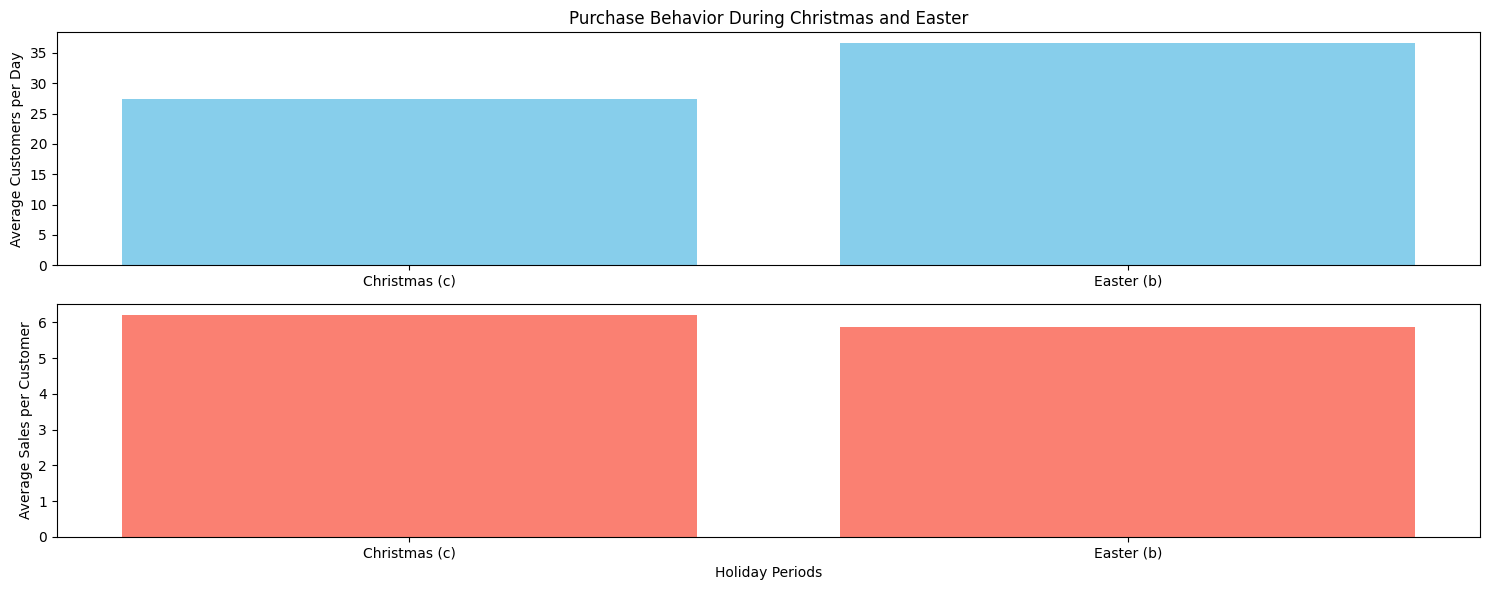 Purchase Behavior During Christmas and Easter
Average Customers per Day
35
30
25
20
15
10
5
0
Christmas (c) Easter (b)
Average Sales per Customer
6
5
4
3
2
1
0
Christmas (c) Easter (b)
Holiday Periods